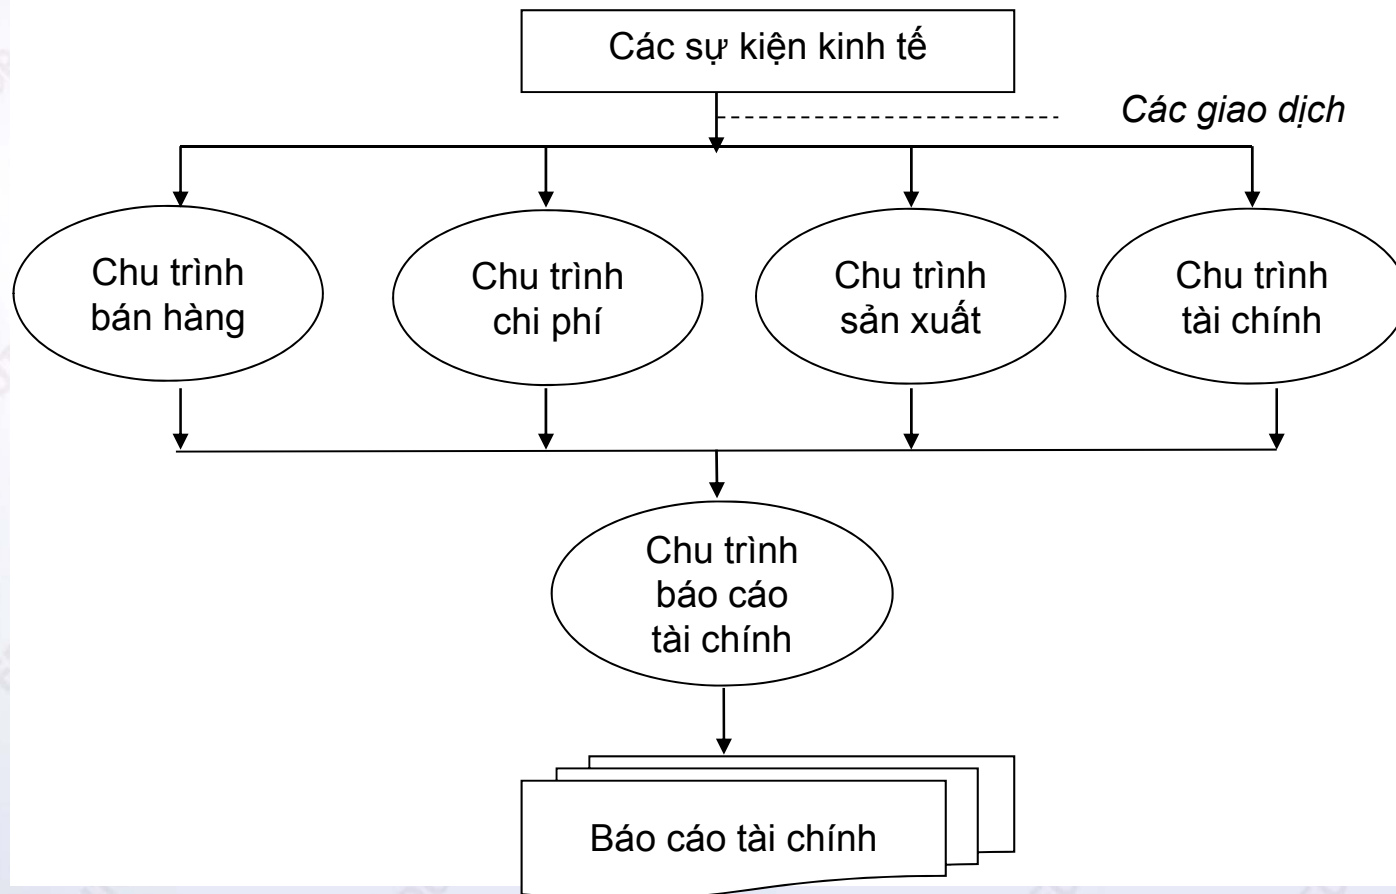 Các sự kiện kinh tế
Các giao dịch
Chu trình
bán hàng
Chu trình
chi phí
Chu trình
sản xuất
Chu trình
tài chính
Chu trình
báo cáo
tài chính
Báo cáo tài chính